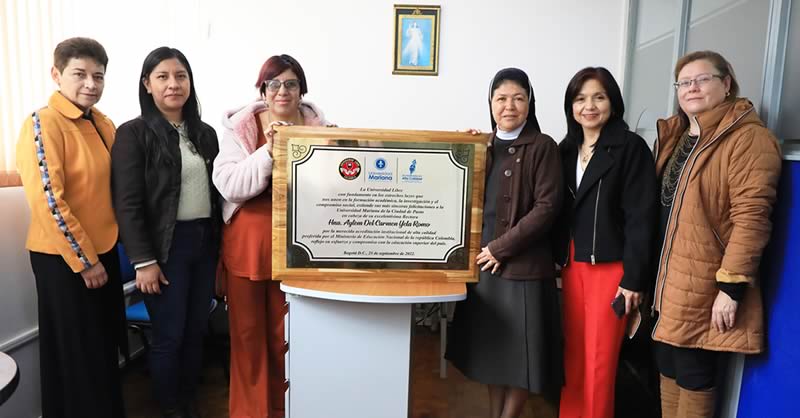 Universidad
Mariana
Alta Calidad
La Universidad Libre
con fundamento en los estrechos lazos que
nos unen en la formación académica, la investigación y el
compromiso social, extiende sus más sinceras felicitaciones a la
Universidad Mariana de la Ciudad de Pasto
en cabeza de su excelentísima Rectora
Hna. Aylem Del Carmen Yela Romo
por la merecida acreditación institucional de alta calidad
proferida por el Ministerio de Educación Nacional de la república Colombia,
reflejo su esfuerzo y compromiso con la educación superior del país.
Bogotá D.C., 23 de septiembre de 2022.